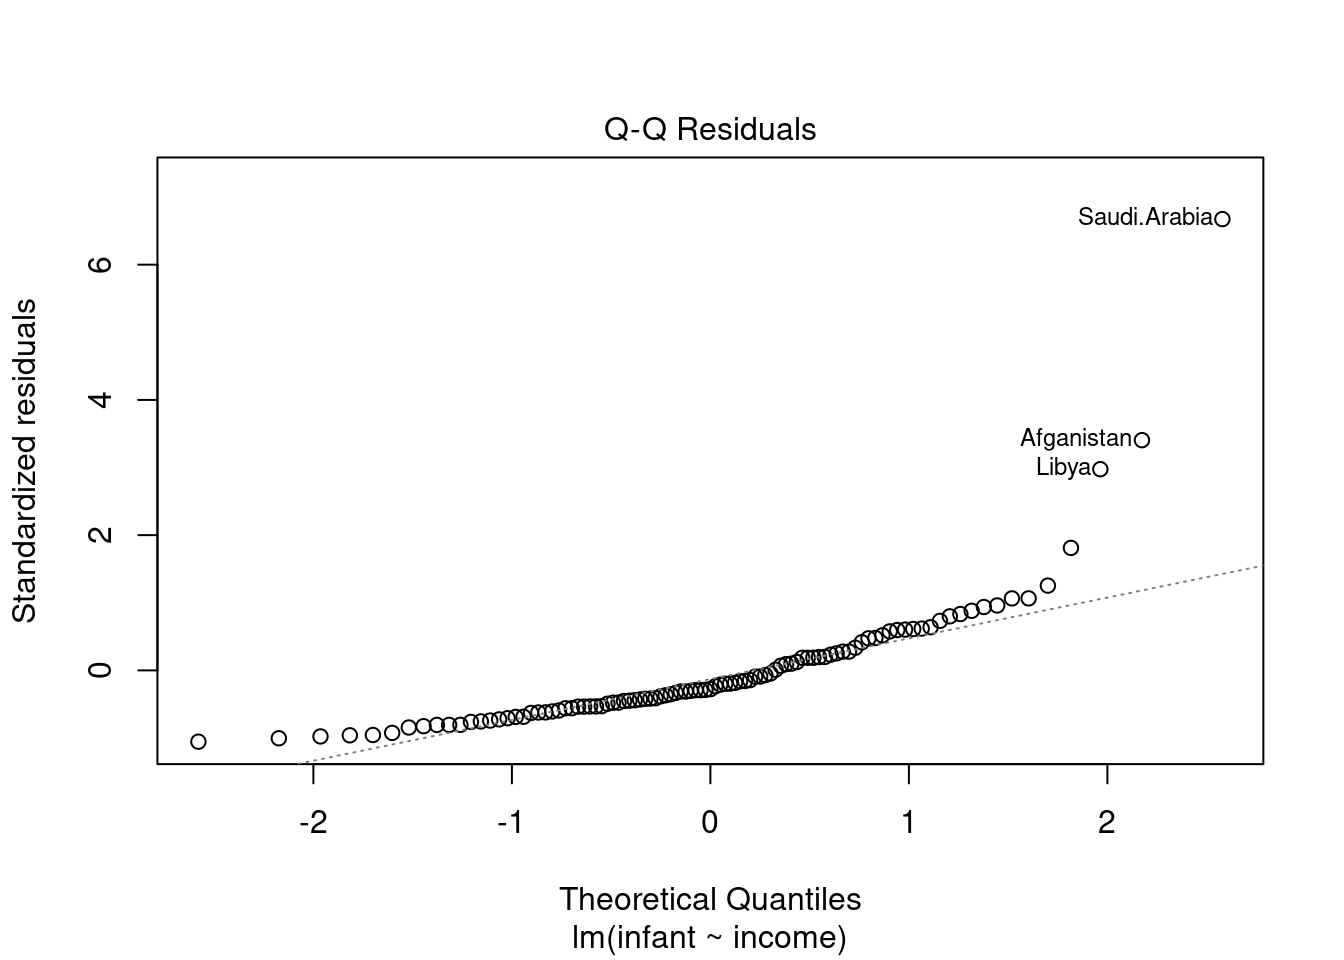 Q-Q Residuals
Saudi.Arabia
6
4
Afganistan
Libya
2
0
Standardized residuals
-2 -1 0 1 2
Theoretical Quantiles
lm(infant ~ income)